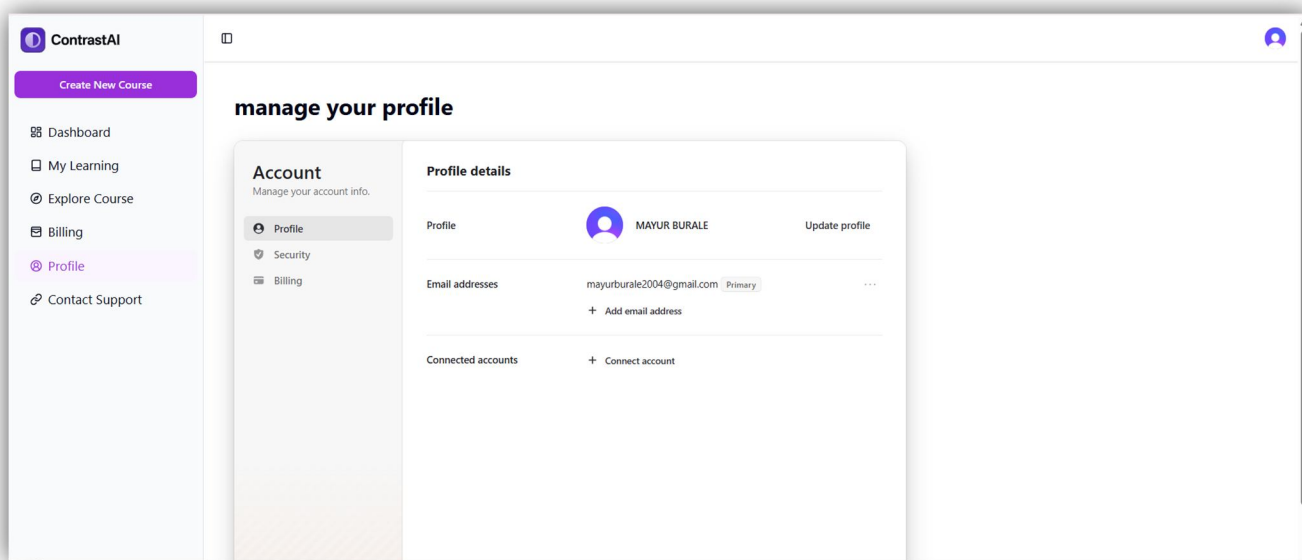 ContrastAI
Create New Course
Dashboard
My Learning
Explore Course
Billing
Profile
Contact Support
manage your profile
Account
Manage your account info.
Profile
Security
Billing
Profile details
Profile MAYUR BURALE Update profile
Email addresses mayurburale2004@gmail.com Primary ...
+ Add email address
Connected accounts + Connect account